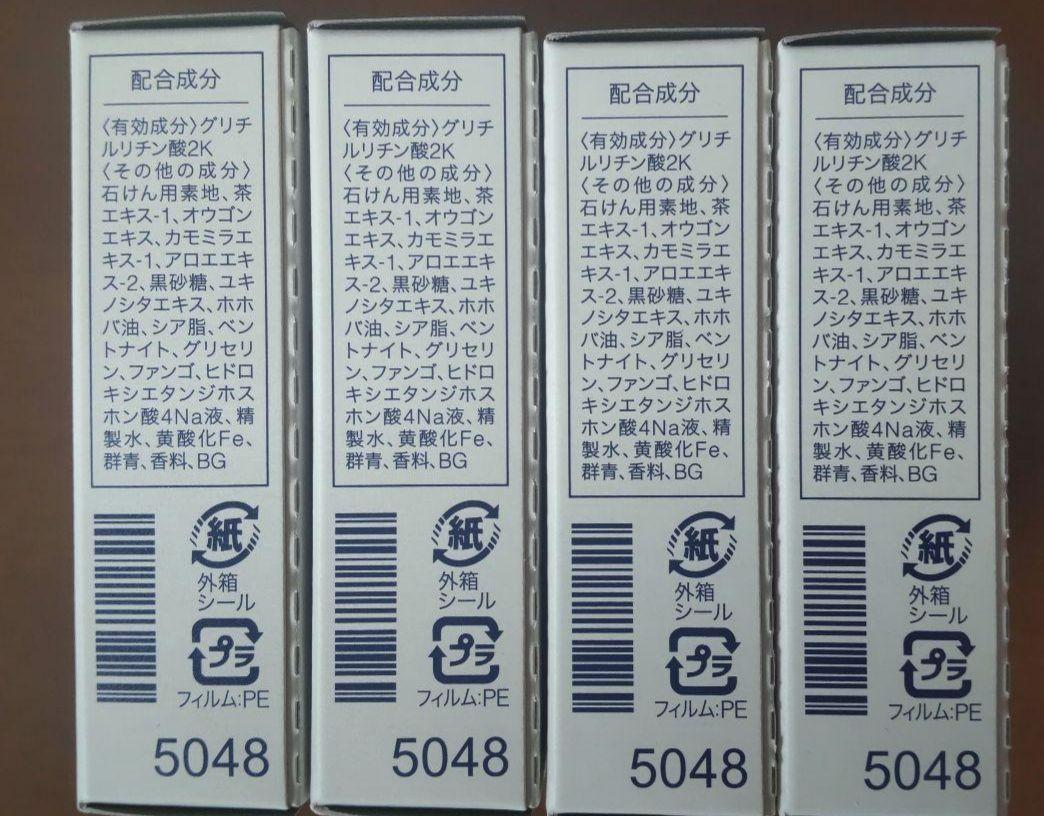 配合成分
〈有効成分〉グリチ
ルリチン酸2K
〈その他の成分〉
石けん用素地、茶
エキス-1、オウゴン
エキス、カモミラエ
キス-1、アロエエキ
ス-2、黒砂糖、ユキ
ノシタエキス、ホホ
バ油、シア脂、ベン
トナイト、グリセリ
ン、ファンゴ、ヒドロ
キシエタンジホス
ホン酸4Na液、精
製水、黄酸化Fe、
群青、香料、BG
紙
外箱
シール
プラ
フィルム:PE
5048
配合成分
〈有効成分〉グリチ
ルリチン酸2K
〈その他の成分〉
石けん用素地、茶
エキス-1、オウゴン
エキス、カモミラエ
キス-1、アロエエキ
ス-2、黒砂糖、ユキ
ノシタエキス、ホホ
バ油、シア脂、ベン
トナイト、グリセリ
ン、ファンゴ、ヒドロ
キシエタンジホス
ホン酸4Na液、精
製水、黄酸化Fe、
群青、香料、BG
紙
外箱
シール
プラ
フィルム:PE
5048
配合成分
〈有効成分〉グリチ
ルリチン酸2K
〈その他の成分〉
石けん用素地、茶
エキス-1、オウゴン
エキス、カモミラエ
キス-1、アロエエキ
ス-2、黒砂糖、ユキ
ノシタエキス、ホホ
バ油、シア脂、ベン
トナイト、グリセリ
ン、ファンゴ、ヒドロ
キシエタンジホス
ホン酸4Na液、精
製水、黄酸化Fe、
群青、香料、BG
紙
外箱
シール
プラ
フィルム:PE
5048
配合成分
〈有効成分〉グリチ
ルリチン酸2K
〈その他の成分〉
石けん用素地、茶
エキス-1、オウゴン
エキス、カモミラエ
キス-1、アロエエキ
ス-2、黒砂糖、ユキ
ノシタエキス、ホホ
バ油、シア脂、ベン
トナイト、グリセリ
ン、ファンゴ、ヒドロ
キシエタンジホス
ホン酸4Na液、精
製水、黄酸化Fe、
群青、香料、BG
紙
外箱
シール
プラ
フィルム:PE
5048